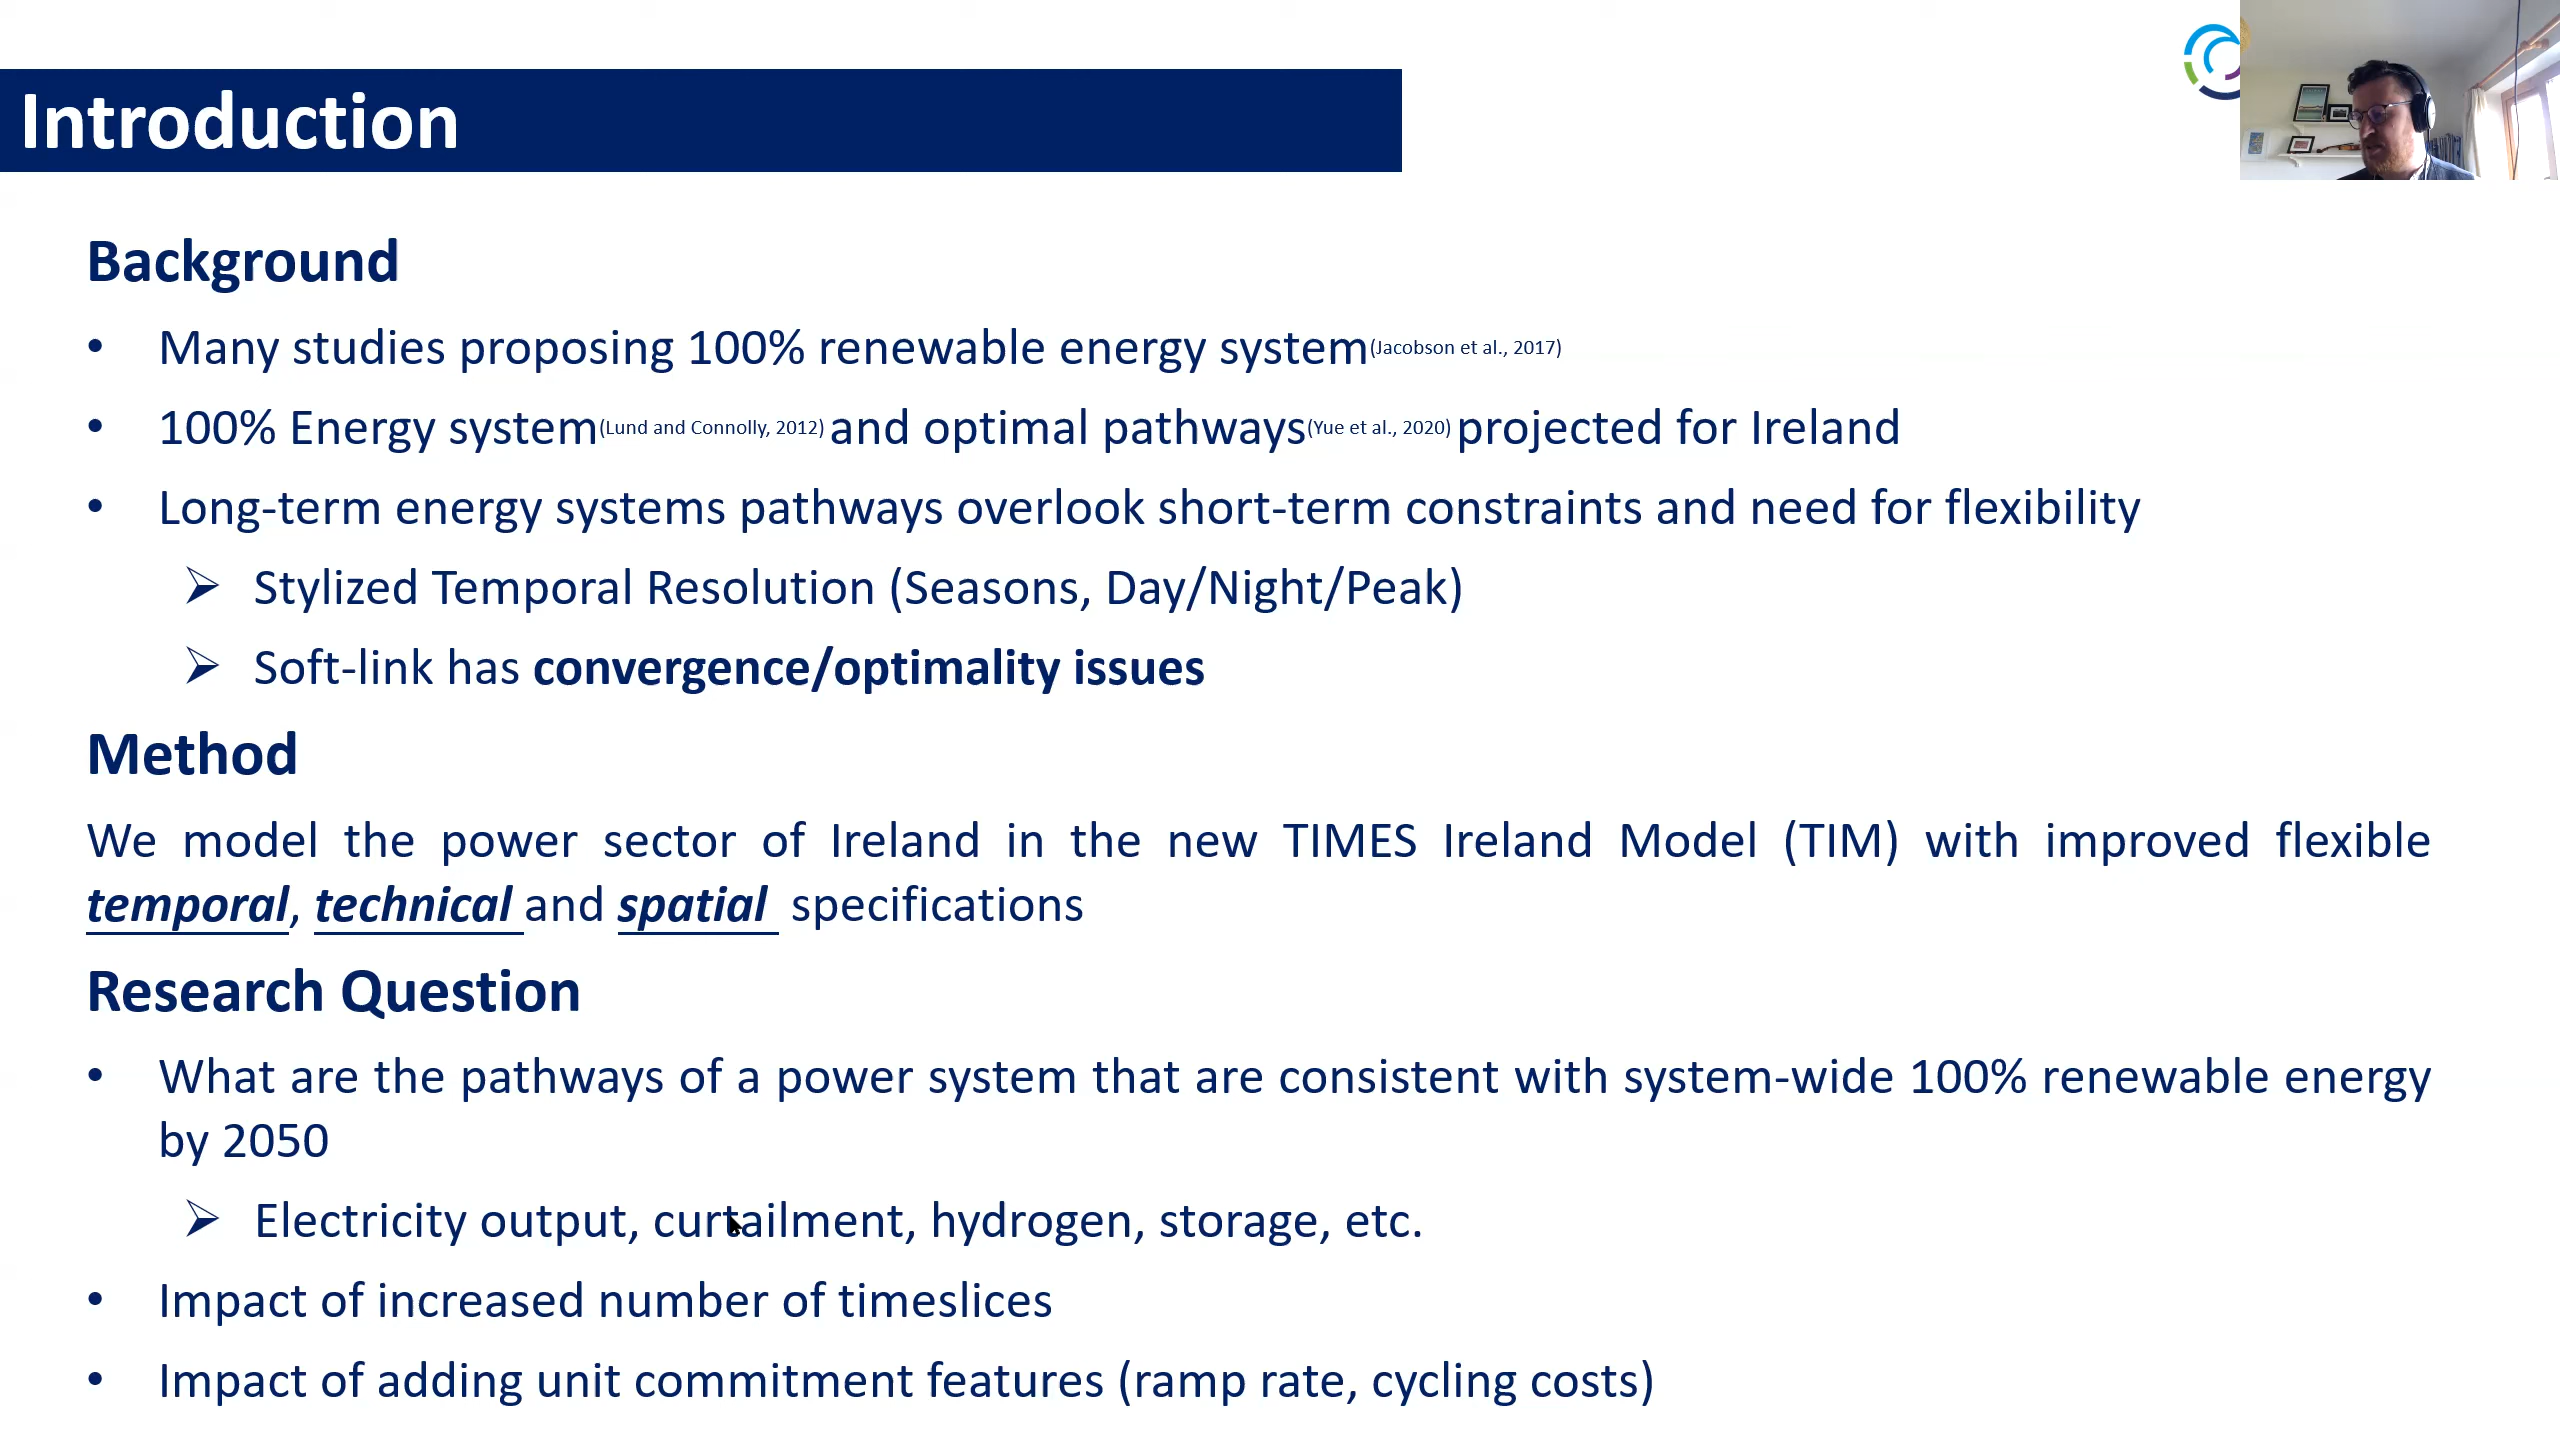 Introduction
Background
• Many studies proposing 100% renewable energy system(Jacobson et al., 2017)
• 100% Energy system(Lund and Connolly, 2012) and optimal pathways(Yue et al., 2020) projected for Ireland
• Long-term energy systems pathways overlook short-term constraints and need for flexibility
➢ Stylized Temporal Resolution (Seasons, Day/Night/Peak)
➢ Soft-link has convergence/optimality issues
Method
We model the power sector of Ireland in the new TIMES Ireland Model (TIM) with improved flexible
temporal, technical and spatial specifications
Research Question
• What are the pathways of a power system that are consistent with system-wide 100% renewable energy
by 2050
➢ Electricity output, curtailment, hydrogen, storage, etc.
• Impact of increased number of timeslices
• Impact of adding unit commitment features (ramp rate, cycling costs)